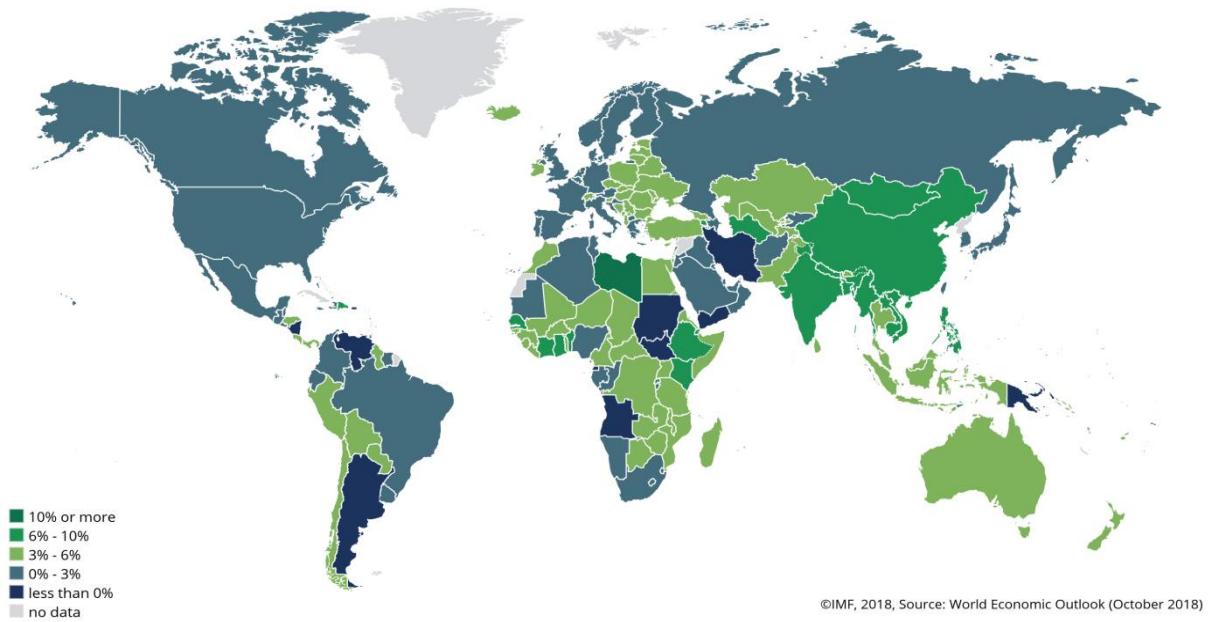 10% or more
6% - 10%
3% - 6%
0% - 3%
less than 0%
no data
©IMF, 2018, Source: World Economic Outlook (October 2018)